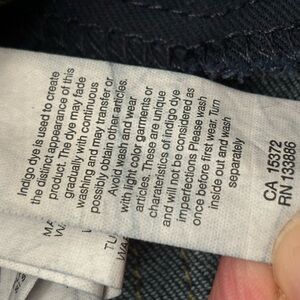 Indigo dye is used to create
the distinct appearance of this
product. The dye may fade
gradually with continuous
washing and may transfer or
possibly obtain other articles.
Avoid wash and wear
with light color garments or
articles. These are unique
charateristics of indigo dye
and will not be considered as
imperfections Please wash
once before first wear. Turn
inside out and wash
separately
CA 15372
RN 133886